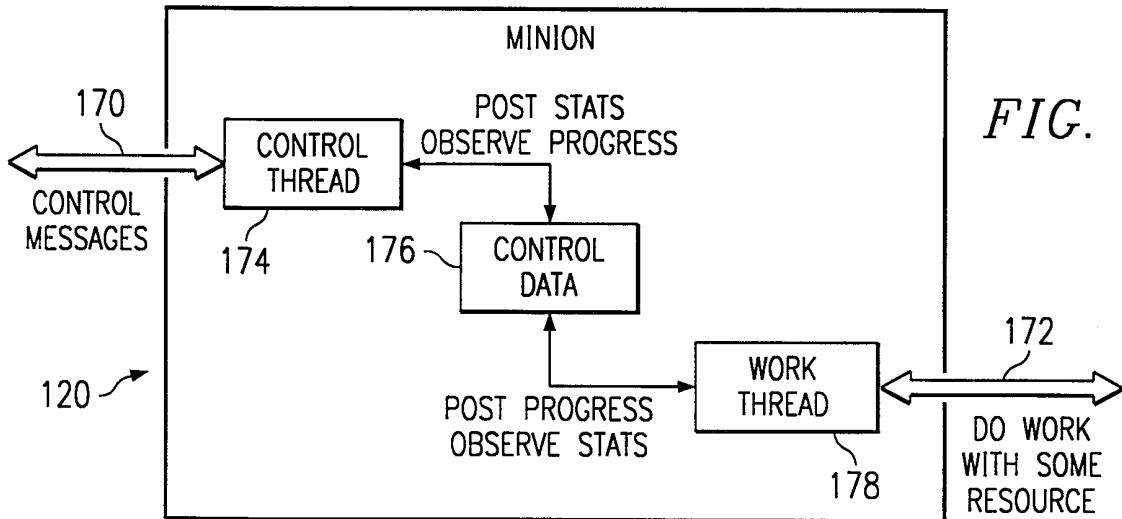 MINION
170
POST STATS
OBSERVE PROGRESS
FIG.
CONTROL
THREAD
CONTROL
MESSAGES
174
176
CONTROL
DATA
172
120
WORK
THREAD
POST PROGRESS
OBSERVE STATS
178
DO WORK
WITH SOME
RESOURCE